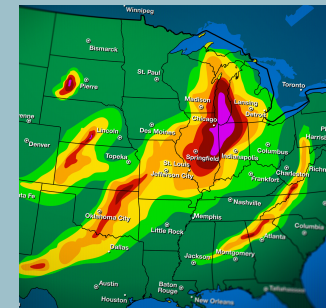 Winnipeg
Bismarck
St. Paul
Pierre
Toronto
Madison
Lansing
Detroit
Chicago
Lincoln
Des Moines
Denver
Topeka
Springfield
Indianapolis
Columbus
St. Louis
Jefferson City
Frankfort
Charleston
Oklahoma City
Nashville
Memphis
Little Rock
Atlanta
Columbia
Dallas
Jackson
Montgomery
Austin
Baton
Rouge
Houston
New Orleans
Tallahassee